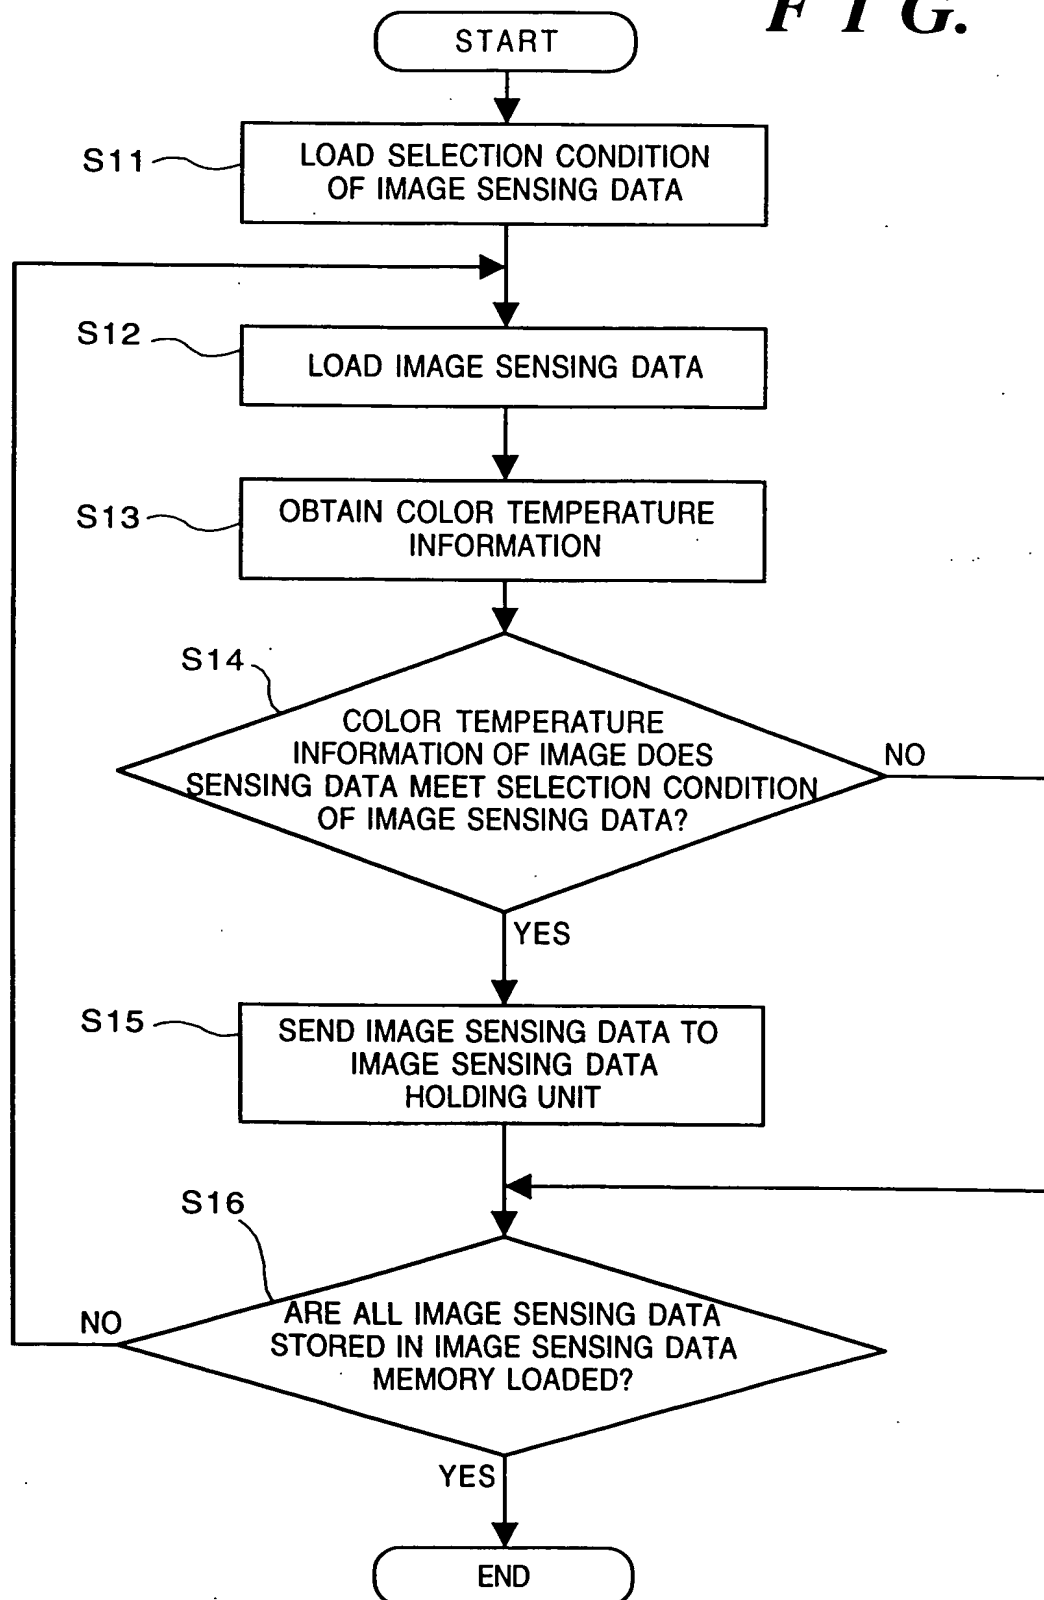 FIG.
START
S11
LOAD SELECTION CONDITION
OF IMAGE SENSING DATA
S12
LOAD IMAGE SENSING DATA
S13
OBTAIN COLOR TEMPERATURE
INFORMATION
S14
COLOR TEMPERATURE
INFORMATION OF IMAGE DOES
SENSING DATA MEET SELECTION CONDITION
OF IMAGE SENSING DATA?
NO
YES
S15
SEND IMAGE SENSING DATA TO
IMAGE SENSING DATA
HOLDING UNIT
S16
ARE ALL IMAGE SENSING DATA
STORED IN IMAGE SENSING DATA
MEMORY LOADED?
NO
YES
END